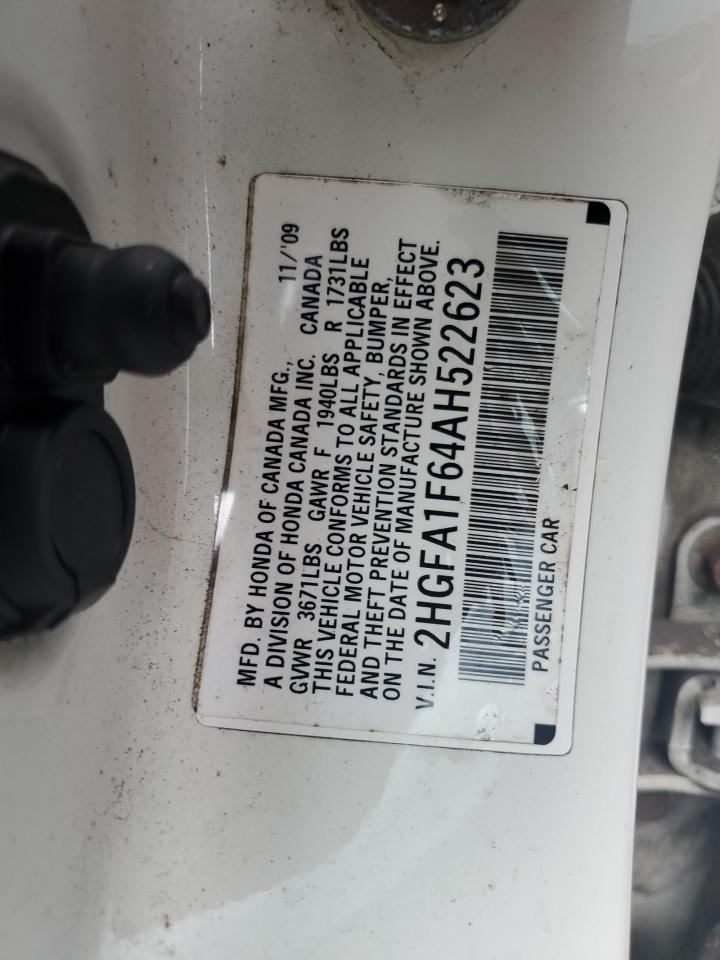 MFD. BY HONDA OF CANADA MFG., 11/'09
A DIVISION OF HONDA CANADA INC. CANADA
GVWR 3671LBS GAWR F 1940LBS R 1731LBS
THIS VEHICLE CONFORMS TO ALL APPLICABLE
FEDERAL MOTOR VEHICLE SAFETY, BUMPER,
AND THEFT PREVENTION STANDARDS IN EFFECT
ON THE DATE OF MANUFACTURE SHOWN ABOVE.
V.I.N. 2HGFA1F64AH522623
PASSENGER CAR